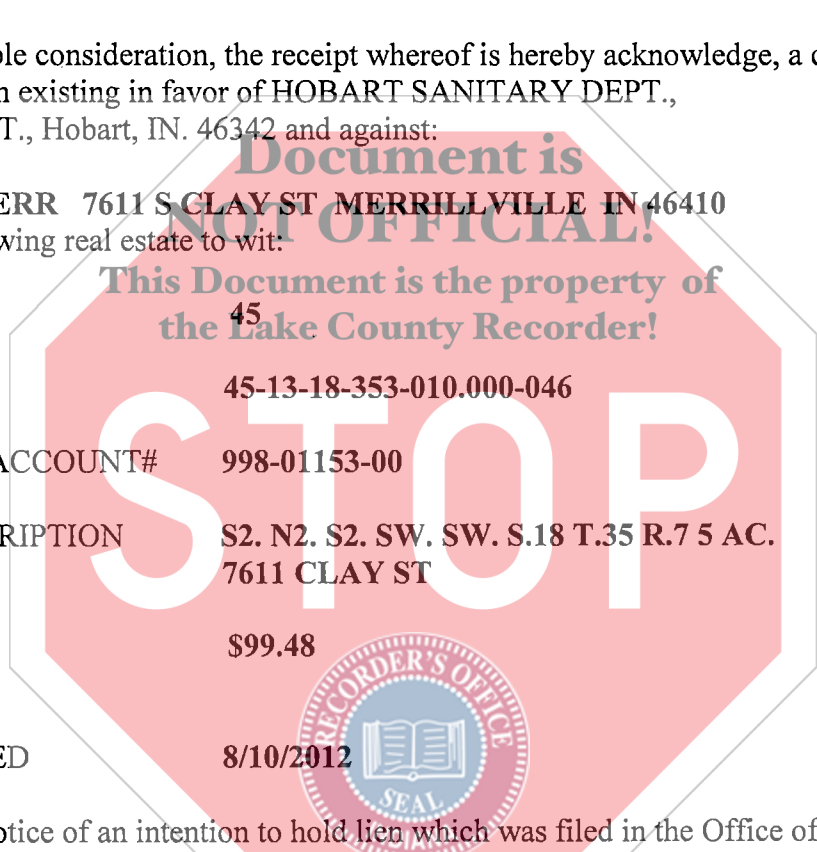 ple consideration, the receipt whereof is hereby acknowledge, a c
n existing in favor of HOBART SANITARY DEPT.,
T., Hobart, IN. 46342 and against:
Document is
ERR 7611 S CLAY ST MERRILLVILLE IN 46410
NOT OFFICIAL!
wing real estate to wit:
This Document is the property of
45
the Lake County Recorder!
45-13-18-353-010.000-046
STOP
ACCOUNT# 998-01153-00
RIPTION S2. N2. S2. SW. SW. S.18 T.35 R.7 5 AC.
7611 CLAY ST
$99.48
RECORDER'S OFFICE
ED 8/10/2012
SEAL
otice of an intention to hold lien which was filed in the Office of